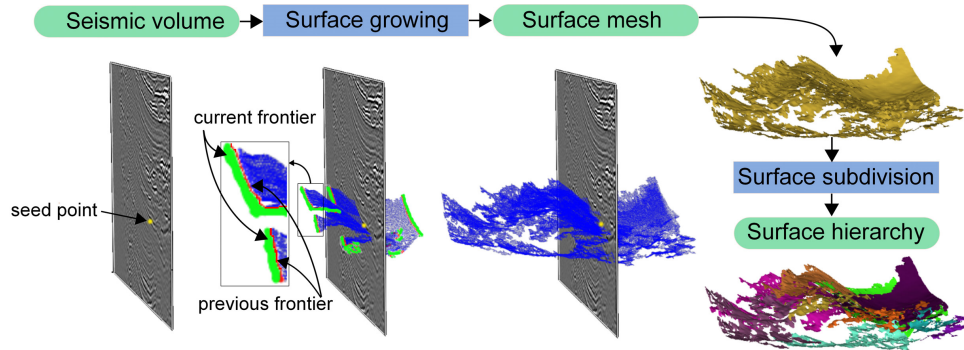 Seismic volume
Surface growing
Surface mesh
current frontier
seed point
previous frontier
Surface subdivision
Surface hierarchy